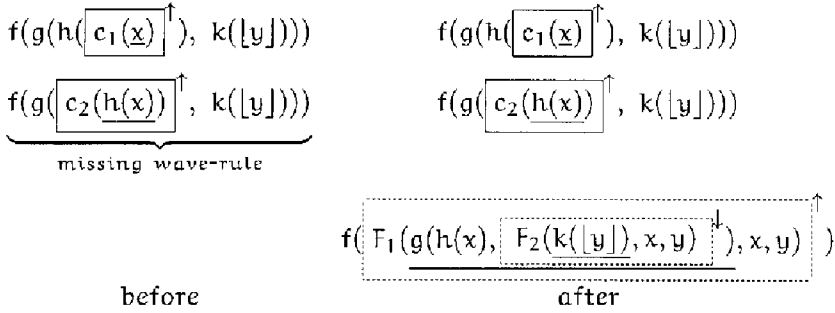 f(g(h( c₁(x) ↑ ), k(⌊y⌋))) f(g(h( c₁(x) ↑ ), k(⌊y⌋)))
f(g( c₂(h(x)) ↑ , k(⌊y⌋))) f(g( c₂(h(x)) ↑ , k(⌊y⌋)))
missing wave-rule
f( F₁(g(h(x), F₂(k(⌊y⌋), x, y) ↓ ), x, y) ↑ )
before after